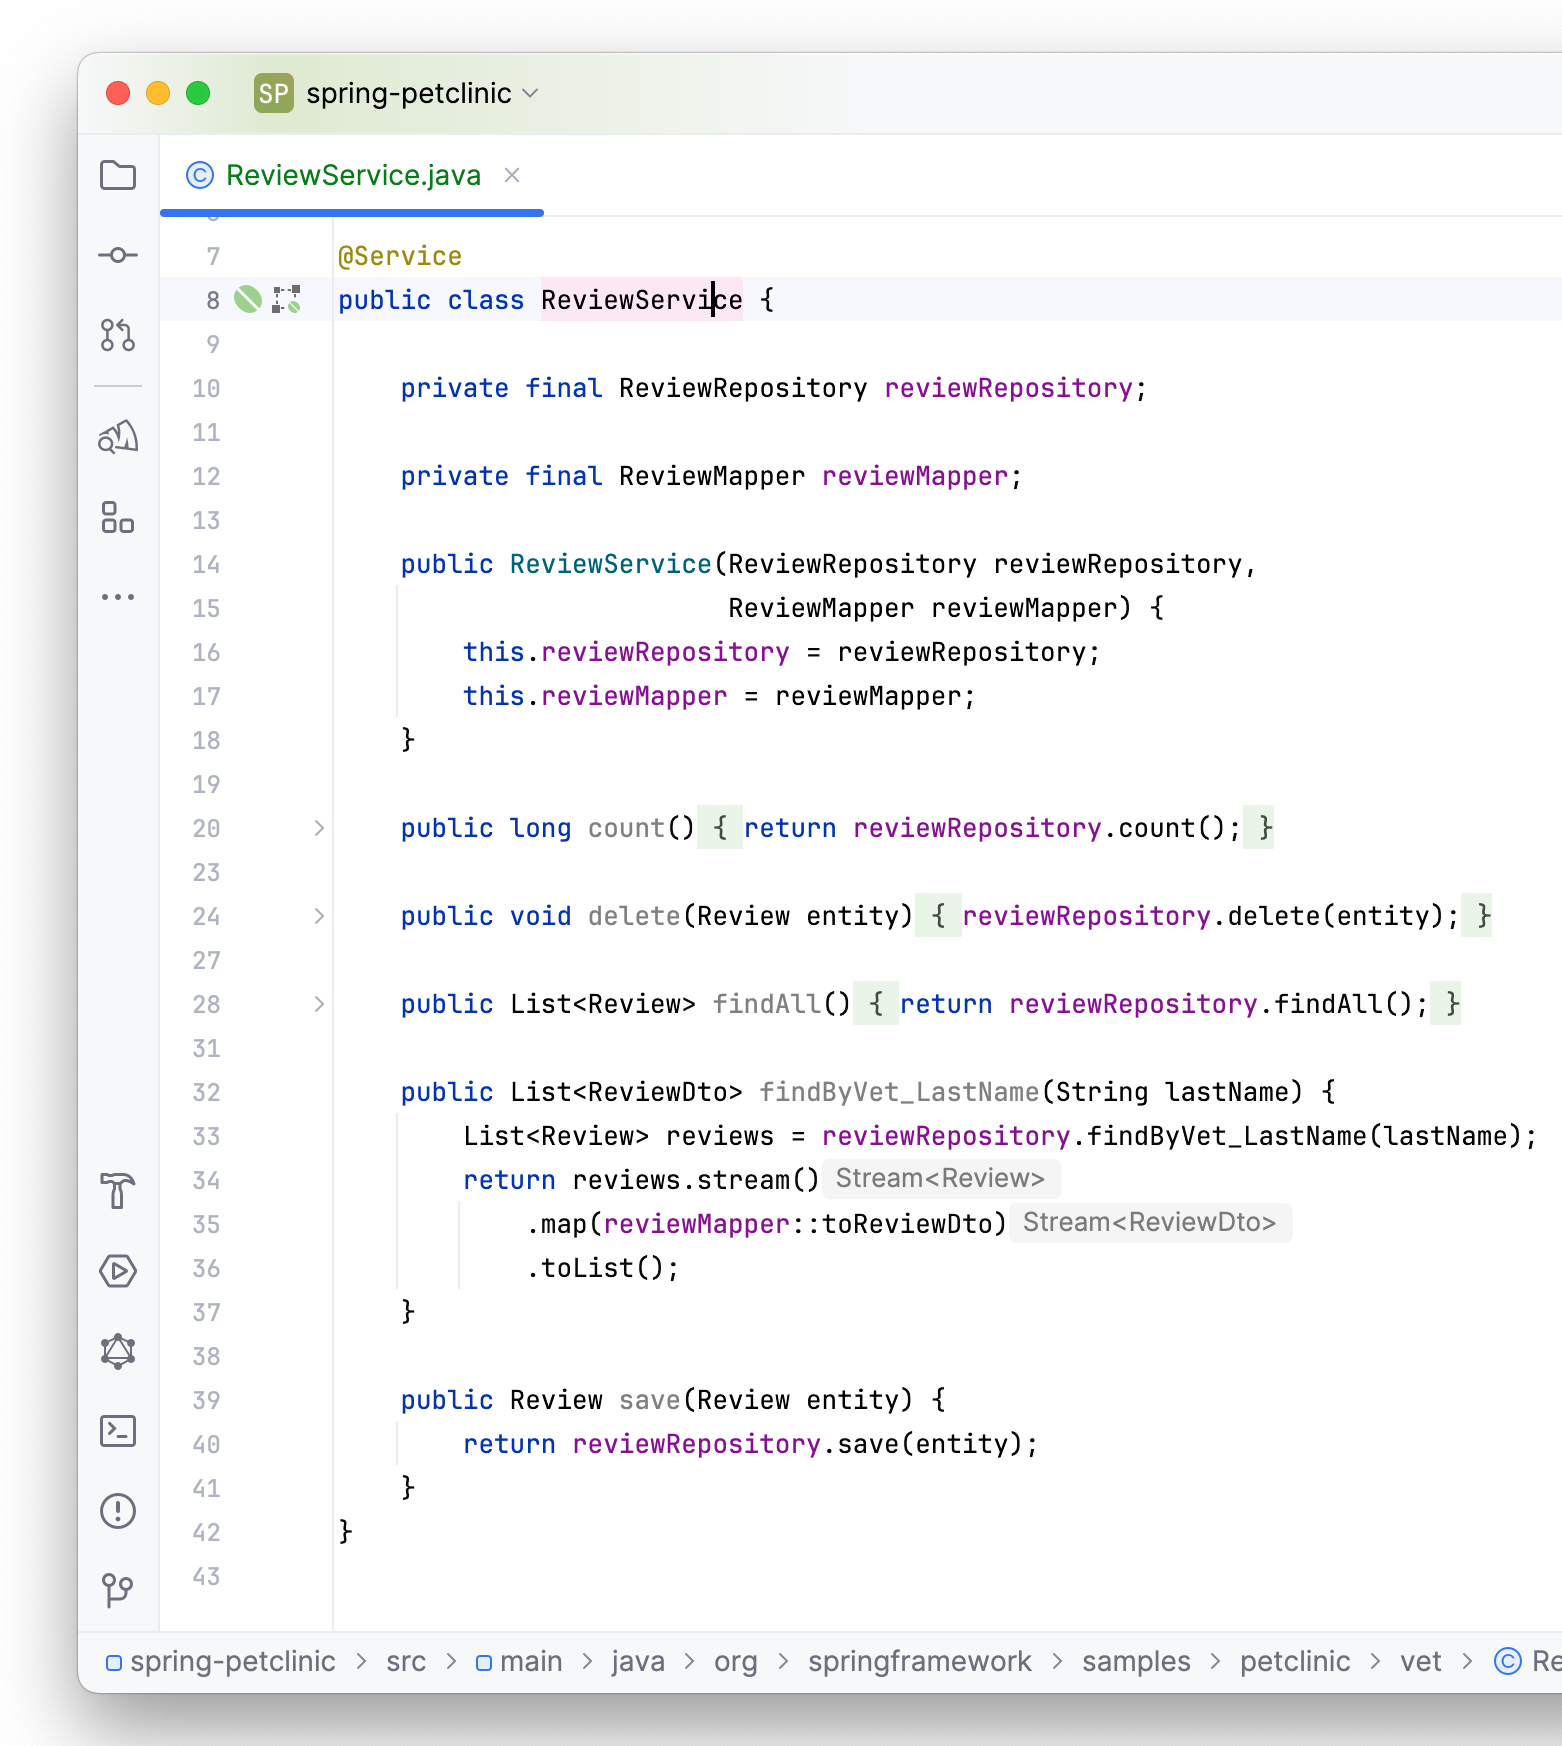 SP spring-petclinic
ReviewService.java
7 @Service
8 public class ReviewService {
9
10 private final ReviewRepository reviewRepository;
11
12 private final ReviewMapper reviewMapper;
13
14 public ReviewService(ReviewRepository reviewRepository,
15 ReviewMapper reviewMapper) {
16 this.reviewRepository = reviewRepository;
17 this.reviewMapper = reviewMapper;
18 }
19
20 public long count() { return reviewRepository.count(); }
23
24 public void delete(Review entity) { reviewRepository.delete(entity); }
27
28 public List<Review> findAll() { return reviewRepository.findAll(); }
31
32 public List<ReviewDto> findByVet_LastName(String lastName) {
33 List<Review> reviews = reviewRepository.findByVet_LastName(lastName);
34 return reviews.stream() Stream<Review>
35 .map(reviewMapper::toReviewDto) Stream<ReviewDto>
36 .toList();
37 }
38
39 public Review save(Review entity) {
40 return reviewRepository.save(entity);
41 }
42 }
43
spring-petclinic > src > main > java > org > springframework > samples > petclinic > vet > © Re